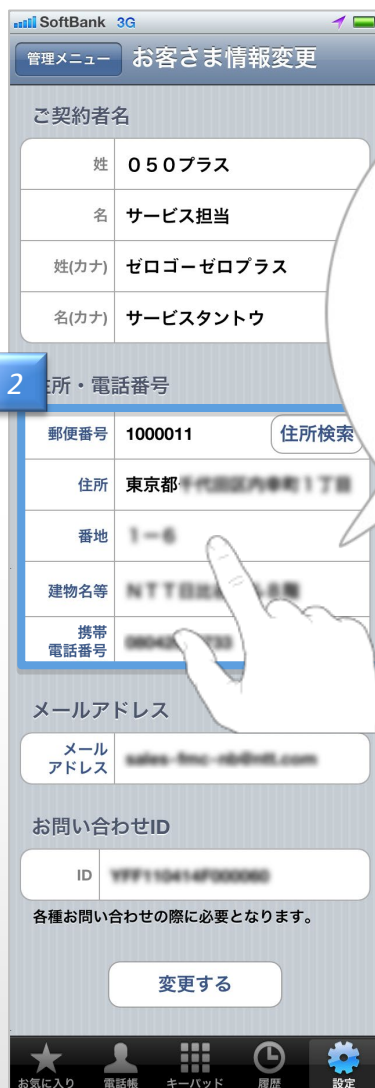 SoftBank 3G
管理メニュー お客さま情報変更
ご契約者名
姓 050プラス
名 サービス担当
姓(カナ) ゼロゴーゼロプラス
名(カナ) サービスタントウ
2 住所・電話番号
郵便番号 1000011 住所検索
住所 東京都
番地 1-6
建物名等
携帯
電話番号
メールアドレス
メール
アドレス
お問い合わせID
ID
各種お問い合わせの際に必要となります。
変更する
お気に入り 電話帳 キーパッド 履歴 設定